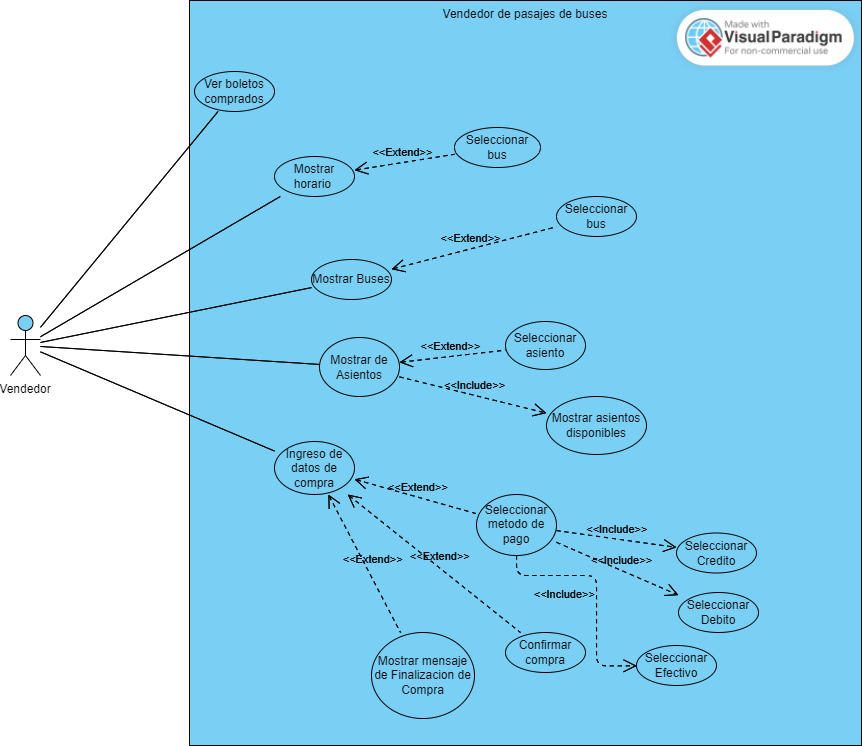 Vendedor de pasajes de buses
Made with
VisualParadigm
For non-commercial use
Ver boletos
comprados
Seleccionar
bus
<<Extend>>
Mostrar
horario
Seleccionar
bus
<<Extend>>
Mostrar Buses
Vendedor
Seleccionar
asiento
<<Extend>>
Mostrar de
Asientos
<<Include>>
Mostrar asientos
disponibles
Ingreso de
datos de
compra
<<Extend>>
Seleccionar
metodo de
pago
<<Include>>
Seleccionar
Credito
<<Extend>>
<<Extend>>
<<Include>>
<<Include>>
Seleccionar
Debito
Confirmar
compra
Seleccionar
Efectivo
Mostrar mensaje
de Finalizacion de
Compra